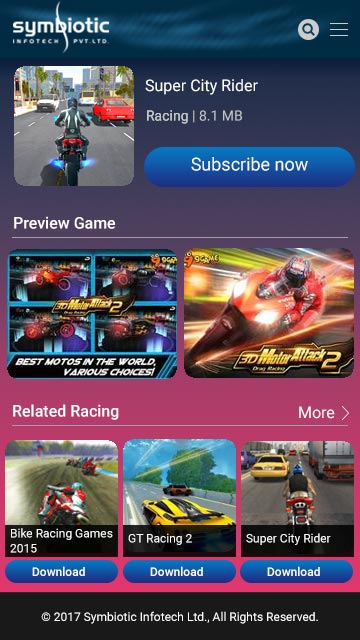 symbiotic
INFOTECH PVT.LTD.
Super City Rider
Racing | 8.1 MB
Subscribe now
Preview Game
9GAME
3D Motor Attack 2
BEST MOTOS IN THE WORLD,
VARIOUS CHOICES!
9GAME
3D Motor Attack 2
Drag Racing
Related Racing
More
Bike Racing Games
2015
GT Racing 2
Super City Rider
Download
Download
Download
© 2017 Symbiotic Infotech Ltd., All Rights Reserved.